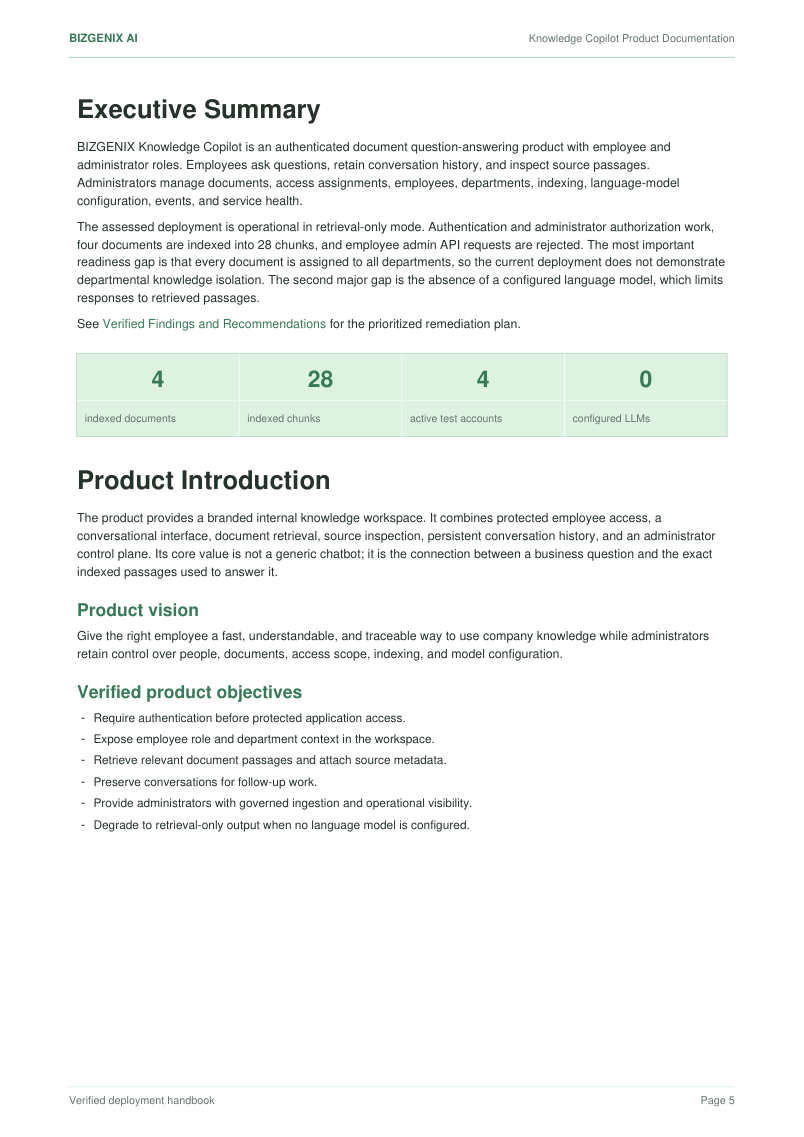 BIZGENIX AI
Knowledge Copilot Product Documentation
Executive Summary
BIZGENIX Knowledge Copilot is an authenticated document question-answering product with employee and
administrator roles. Employees ask questions, retain conversation history, and inspect source passages.
Administrators manage documents, access assignments, employees, departments, indexing, language-model
configuration, events, and service health.
The assessed deployment is operational in retrieval-only mode. Authentication and administrator authorization work,
four documents are indexed into 28 chunks, and employee admin API requests are rejected. The most important
readiness gap is that every document is assigned to all departments, so the current deployment does not demonstrate
departmental knowledge isolation. The second major gap is the absence of a configured language model, which limits
responses to retrieved passages.
See Verified Findings and Recommendations for the prioritized remediation plan.
4
28
4
0
indexed documents
indexed chunks
active test accounts
configured LLMs
Product Introduction
The product provides a branded internal knowledge workspace. It combines protected employee access, a
conversational interface, document retrieval, source inspection, persistent conversation history, and an administrator
control plane. Its core value is not a generic chatbot; it is the connection between a business question and the exact
indexed passages used to answer it.
Product vision
Give the right employee a fast, understandable, and traceable way to use company knowledge while administrators
retain control over people, documents, access scope, indexing, and model configuration.
Verified product objectives
- Require authentication before protected application access.
- Expose employee role and department context in the workspace.
- Retrieve relevant document passages and attach source metadata.
- Preserve conversations for follow-up work.
- Provide administrators with governed ingestion and operational visibility.
- Degrade to retrieval-only output when no language model is configured.
Verified deployment handbook
Page 5